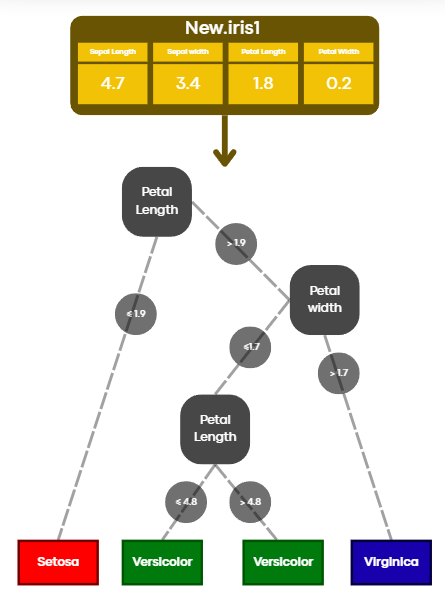 New.iris1
Sepal Length Sepal width Petal Length Petal Width
4.7 3.4 1.8 0.2
Petal
Length
> 1.9
Petal
width
≤ 1.9
≤1.7
> 1.7
Petal
Length
≤ 4.8 > 4.8
Setosa Versicolor Versicolor Virginica